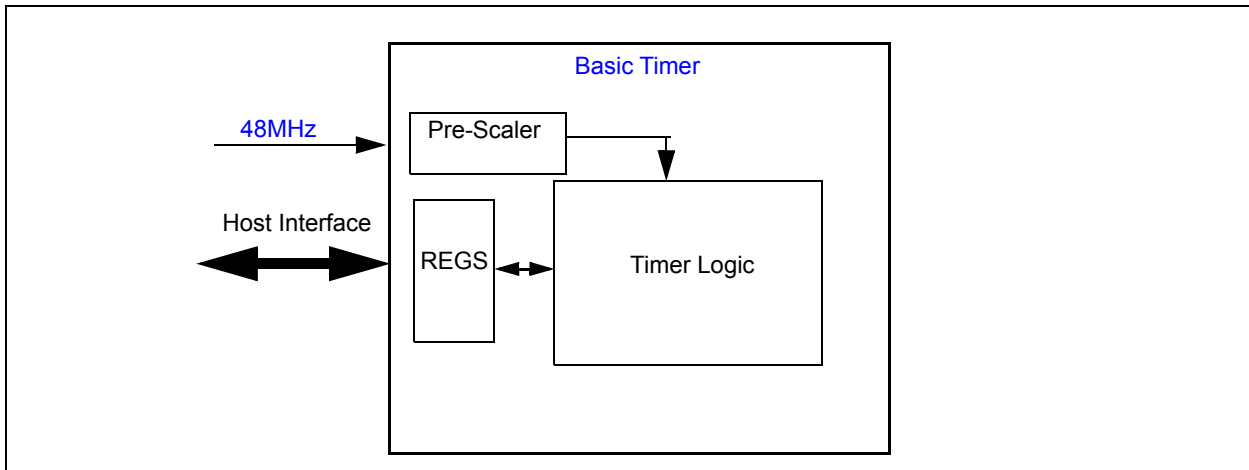 Basic Timer
48MHz
Pre-Scaler
Host Interface
REGS
Timer Logic